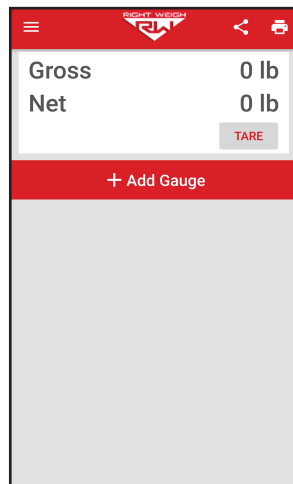 RIGHT WEIGH
RW
Gross 0 lb
Net 0 lb
TARE
+ Add Gauge